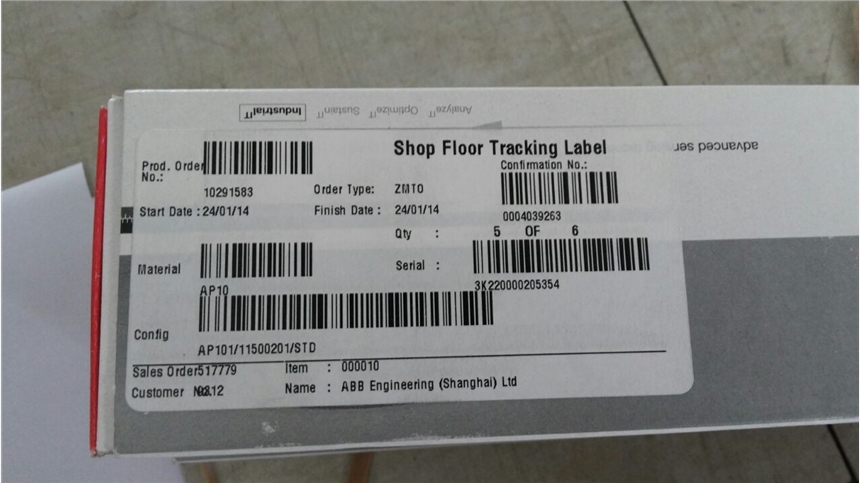 Industrial IT Sustain IT Optimize IT Analyze IT
advanced ser
Shop Floor Tracking Label
Prod. Order No.:
Confirmation No.:
10291583 Order Type: ZMTO
0004039263
Start Date : 24/01/14 Finish Date : 24/01/14
Qty : 5 OF 6
Material
Serial :
AP10
3K220000205354
Config
AP101/11500201/STD
Sales Order 517779 Item : 000010
Customer Name : ABB Engineering (Shanghai) Ltd